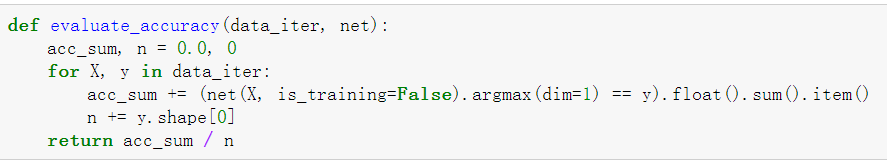 def evaluate_accuracy(data_iter, net):
    acc_sum, n = 0.0, 0
    for X, y in data_iter:
        acc_sum += (net(X, is_training=False).argmax(dim=1) == y).float().sum().item()
        n += y.shape[0]
    return acc_sum / n